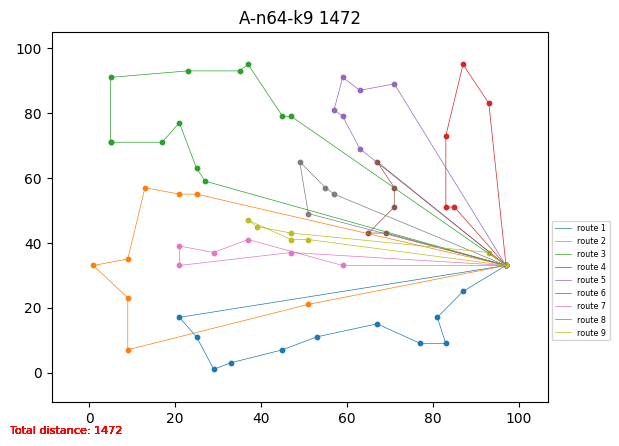 A-n64-k9 1472
100
80
60
40
20
0
0 20 40 60 80 100
route 1
route 2
route 3
route 4
route 5
route 6
route 7
route 8
route 9
Total distance: 1472